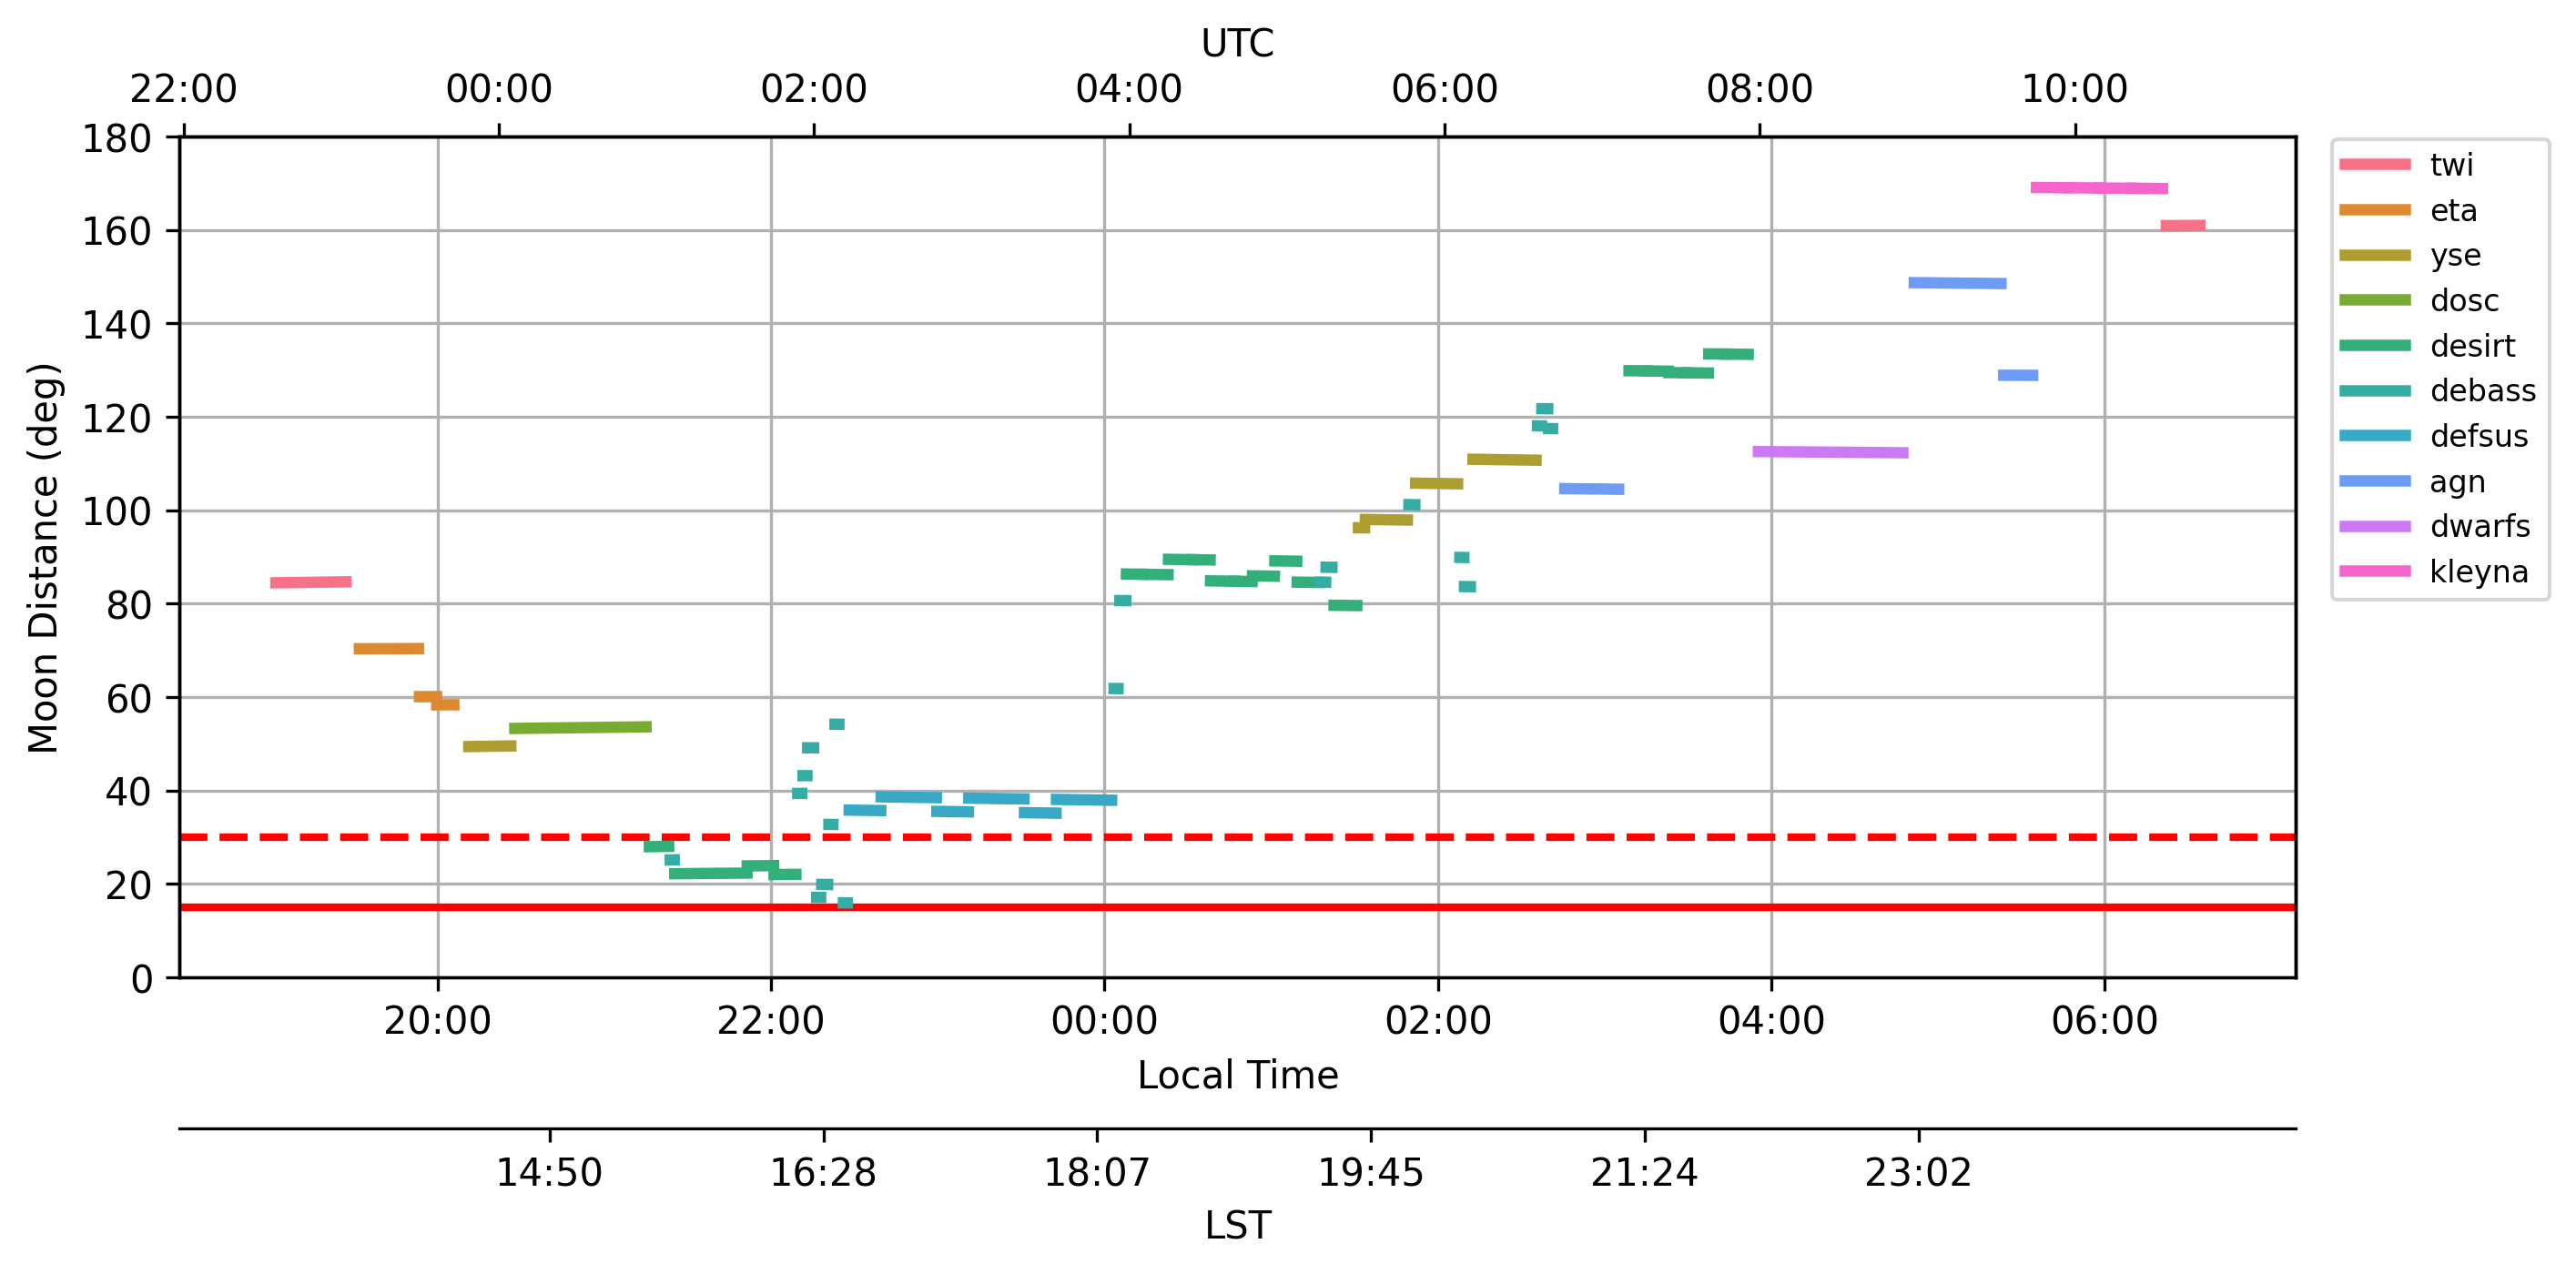 UTC
22:00 00:00 02:00 04:00 06:00 08:00 10:00
Moon Distance (deg)
180
160
140
120
100
80
60
40
20
0
twi
eta
yse
dosc
desirt
debass
defsus
agn
dwarfs
kleyna
20:00 22:00 00:00 02:00 04:00 06:00
Local Time
14:50 16:28 18:07 19:45 21:24 23:02
LST